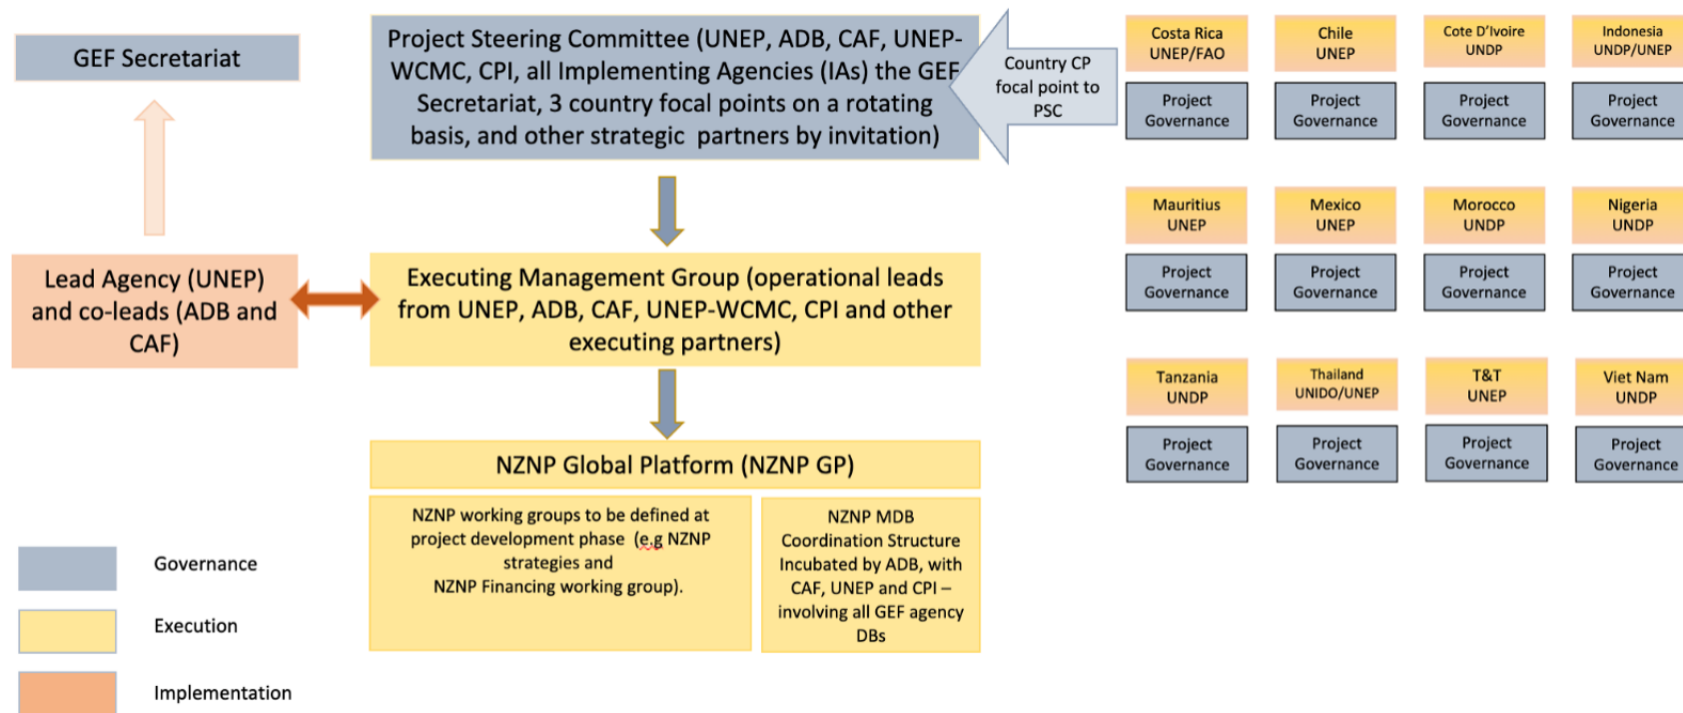 GEF Secretariat
Project Steering Committee (UNEP, ADB, CAF, UNEP-
WCMC, CPI, all Implementing Agencies (IAs) the GEF
Secretariat, 3 country focal points on a rotating
basis, and other strategic partners by invitation)
Country CP
focal point to
PSC
Costa Rica
UNEP/FAO
Chile
UNEP
Cote D'Ivoire
UNDP
Indonesia
UNDP/UNEP
Project
Governance
Project
Governance
Project
Governance
Project
Governance
Mauritius
UNEP
Mexico
UNEP
Morocco
UNDP
Nigeria
UNDP
Project
Governance
Project
Governance
Project
Governance
Project
Governance
Tanzania
UNDP
Thailand
UNIDO/UNEP
T&T
UNEP
Viet Nam
UNDP
Project
Governance
Project
Governance
Project
Governance
Project
Governance
Lead Agency (UNEP)
and co-leads (ADB and
CAF)
Executing Management Group (operational leads
from UNEP, ADB, CAF, UNEP-WCMC, CPI and other
executing partners)
NZNP Global Platform (NZNP GP)
NZNP working groups to be defined at
project development phase (e.g NZNP
strategies and
NZNP Financing working group).
NZNP MDB
Coordination Structure
Incubated by ADB, with
CAF, UNEP and CPI –
involving all GEF agency
DBs
Governance
Execution
Implementation